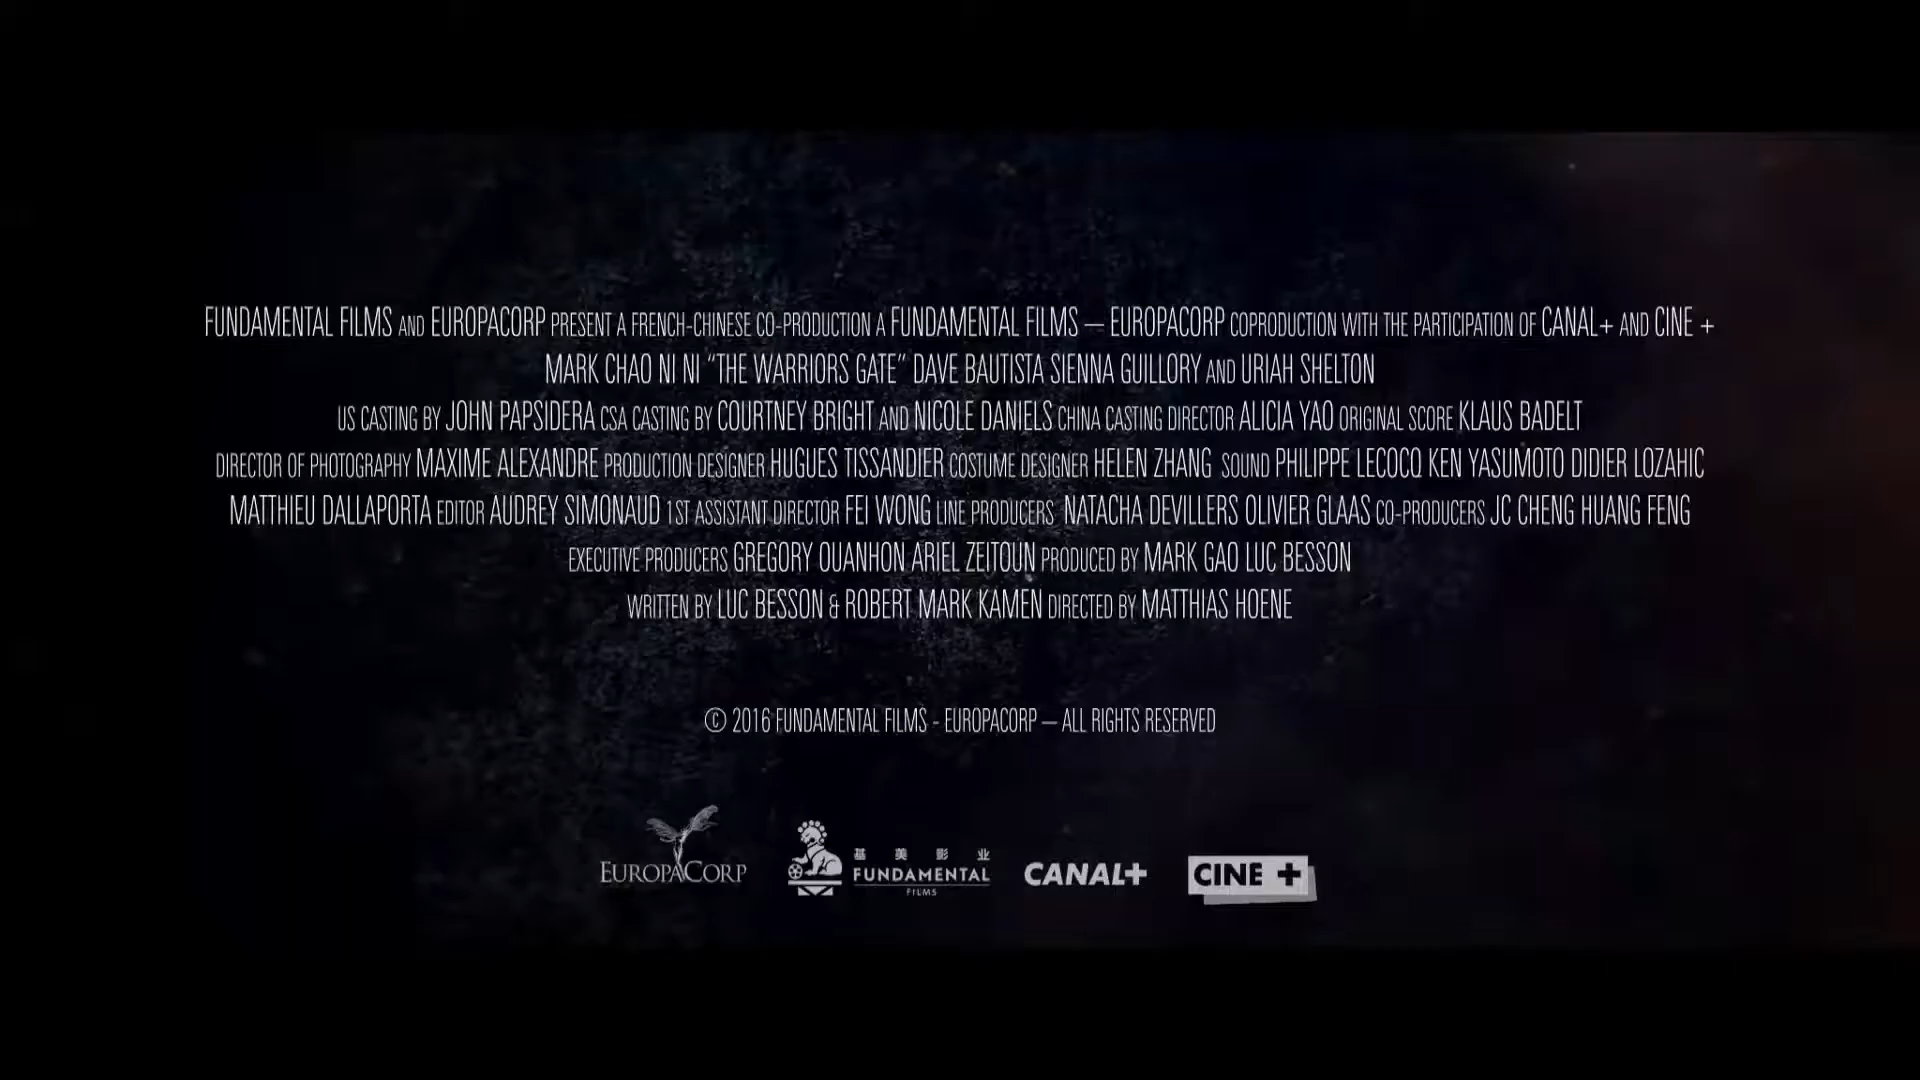 FUNDAMENTAL FILMS AND EUROPACORP PRESENT A FRENCH-CHINESE CO-PRODUCTION A FUNDAMENTAL FILMS — EUROPACORP COPRODUCTION WITH THE PARTICIPATION OF CANAL+ AND CINE +
MARK CHAO NI NI “THE WARRIORS GATE” DAVE BAUTISTA SIENNA GUILLORY AND URIAH SHELTON
US CASTING BY JOHN PAPSIDERA CSA CASTING BY COURTNEY BRIGHT AND NICOLE DANIELS CHINA CASTING DIRECTOR ALICIA YAO ORIGINAL SCORE KLAUS BADELT
DIRECTOR OF PHOTOGRAPHY MAXIME ALEXANDRE PRODUCTION DESIGNER HUGUES TISSANDIER COSTUME DESIGNER HELEN ZHANG SOUND PHILIPPE LECOCQ KEN YASUMOTO DIDIER LOZAHIC
MATTHIEU DALLAPORTA EDITOR AUDREY SIMONAUD 1ST ASSISTANT DIRECTOR FEI WONG LINE PRODUCERS NATACHA DEVILLERS OLIVIER GLAAS CO-PRODUCERS JC CHENG HUANG FENG
EXECUTIVE PRODUCERS GREGORY OUANHON ARIEL ZEITOUN PRODUCED BY MARK GAO LUC BESSON
WRITTEN BY LUC BESSON & ROBERT MARK KAMEN DIRECTED BY MATTHIAS HOENE
© 2016 FUNDAMENTAL FILMS - EUROPACORP — ALL RIGHTS RESERVED
EUROPACORP
基美影业
FUNDAMENTAL
FILMS
CANAL+
CINE +